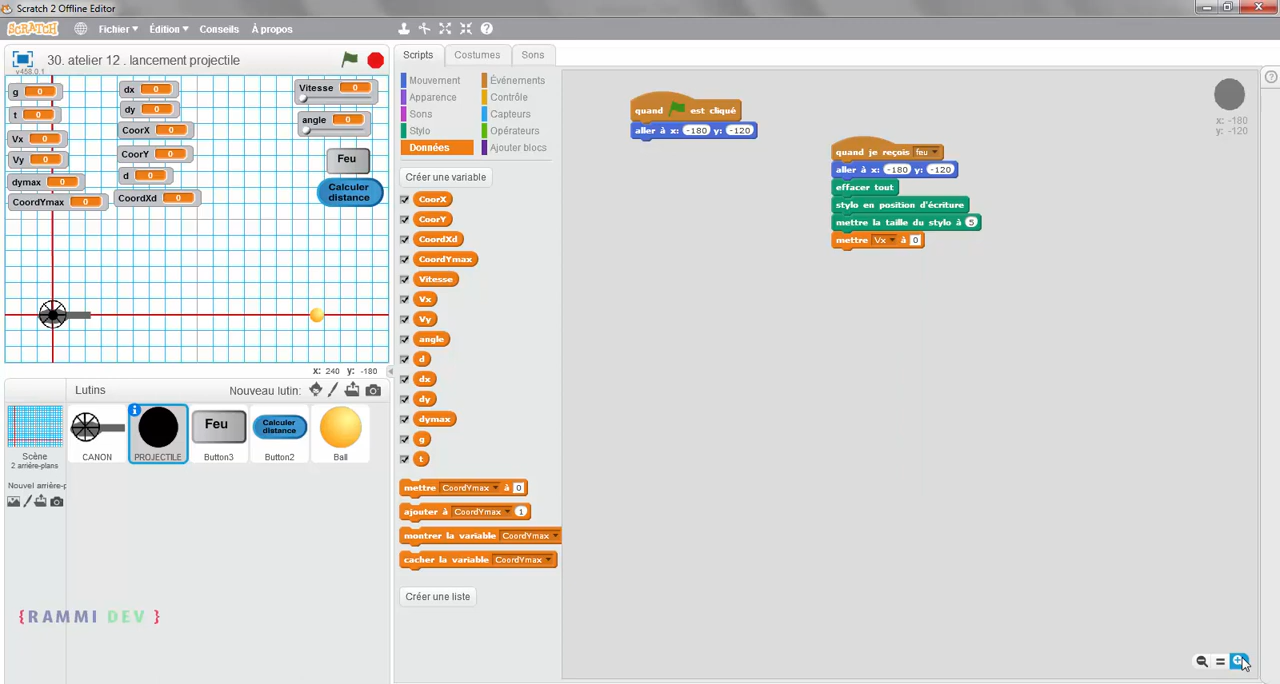 Scratch 2 Offline Editor
SCRATCH Fichier Édition Conseils À propos
30. atelier 12 . lancement projectile
v458.0.1
g 0
t 0
Vx 0
Vy 0
dymax 0
CoordYmax 0
dx 0
dy 0
CoorX 0
CoorY 0
d 0
CoordXd 0
Vitesse 0
angle 0
Feu
Calculer
distance
x: 240 y: -180
Lutins
Nouveau lutin:
Scène
2 arrière-plans
Nouvel arrière-p
CANON
PROJECTILE
Feu
Button3
Calculer
distance
Button2
Ball
{RAMMI DEV }
Scripts Costumes Sons
Mouvement
Apparence
Sons
Stylo
Données
Événements
Contrôle
Capteurs
Opérateurs
Ajouter blocs
Créer une variable
CoorX
CoorY
CoordXd
CoordYmax
Vitesse
Vx
Vy
angle
d
dx
dy
dymax
g
t
mettre CoordYmax à 0
ajouter à CoordYmax 1
montrer la variable CoordYmax
cacher la variable CoordYmax
Créer une liste
quand est cliqué
aller à x: -180 y: -120
quand je reçois feu
aller à x: -180 y: -120
effacer tout
stylo en position d'écriture
mettre la taille du stylo à 5
mettre Vx à 0
x: -180
y: -120